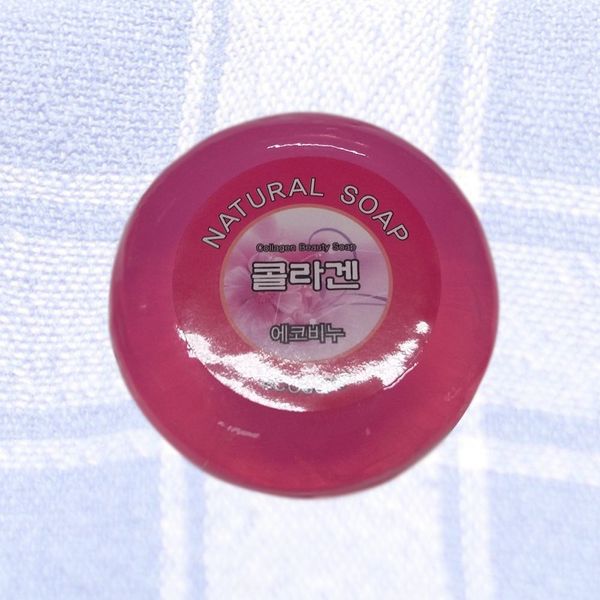 NATURAL SOAP
Collagen Beauty Soap
콜라겐
에코비누